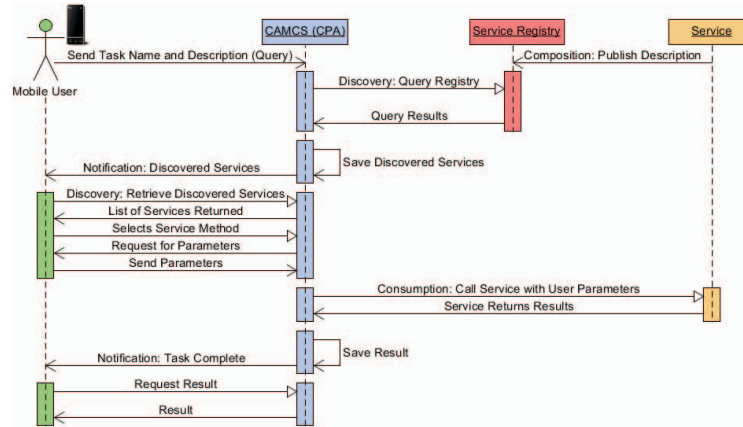 CAMCS (CPA)
Service Registry
Service
Send Task Name and Description (Query)
Composition: Publish Description
Mobile User
Discovery: Query Registry
Query Results
Save Discovered Services
Notification: Discovered Services
Discovery: Retrieve Discovered Services
List of Services Returned
Selects Service Method
Request for Parameters
Send Parameters
Consumption: Call Service with User Parameters
Service Returns Results
Save Result
Notification: Task Complete
Request Result
Result